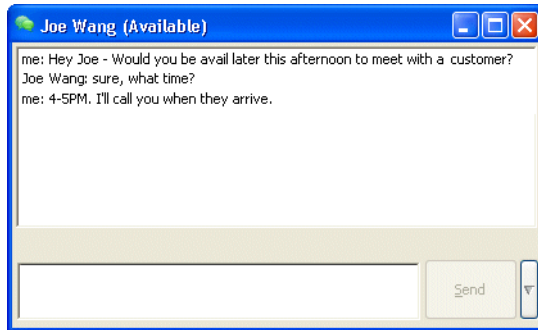 Joe Wang (Available)
me: Hey Joe - Would you be avail later this afternoon to meet with a customer?
Joe Wang: sure, what time?
me: 4-5PM. I'll call you when they arrive.
Send